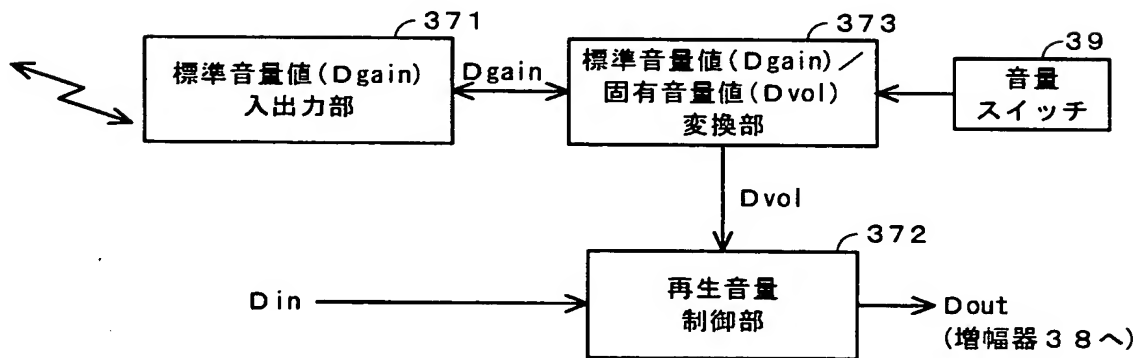 371
標準音量値(Dgain)
入出力部
Dgain
373
標準音量値(Dgain)/
固有音量値(Dvol)
変換部
39
音量
スイッチ
Dvol
372
Din
再生音量
制御部
Dout
(増幅器38へ)